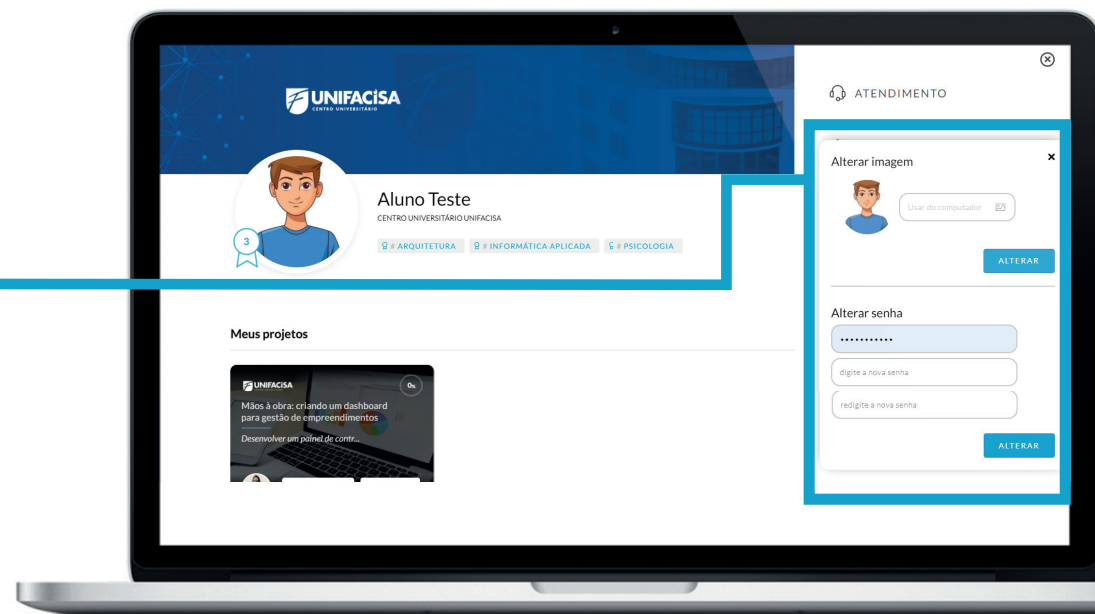 UNIFACISA
CENTRO UNIVERSITÁRIO
ATENDIMENTO
Aluno Teste
CENTRO UNIVERSITÁRIO UNIFACISA
3
# ARQUITETURA # INFORMÁTICA APLICADA # PSICOLOGIA
Meus projetos
UNIFACISA
0%
Mãos à obra: criando um dashboard
para gestão de empreendimentos
Desenvolver um painel de contr...
Alterar imagem
Usar do computador
ALTERAR
Alterar senha
digite a nova senha
redigite a nova senha
ALTERAR